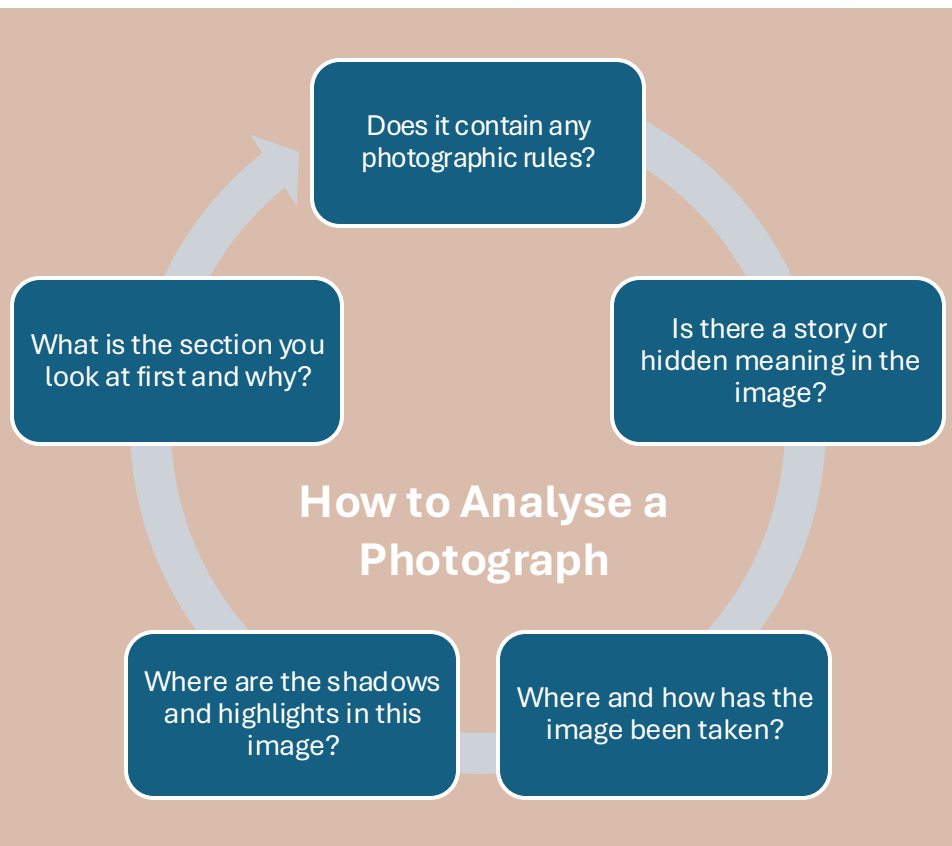 Does it contain any
photographic rules?
Is there a story or
hidden meaning in the
image?
Where and how has the
image been taken?
Where are the shadows
and highlights in this
image?
What is the section you
look at first and why?
How to Analyse a
Photograph